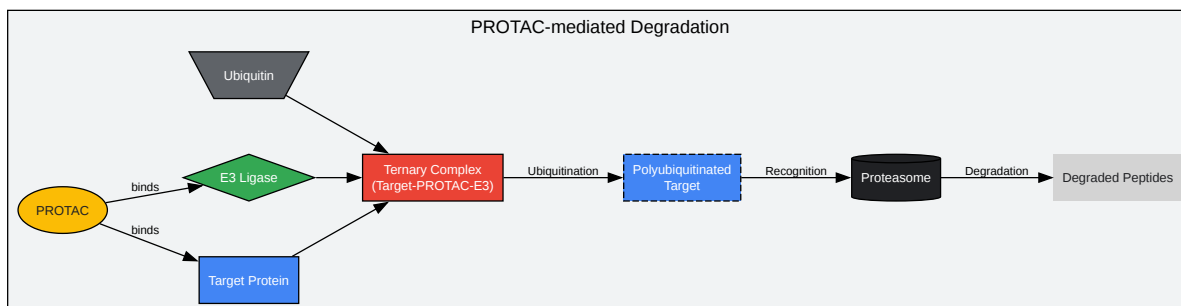 PROTAC-mediated Degradation
Ubiquitin
E3 Ligase
binds
PROTAC
binds
Target Protein
Ternary Complex
(Target-PROTAC-E3)
Ubiquitination
Polyubiquitinated
Target
Recognition
Proteasome
Degradation
Degraded Peptides